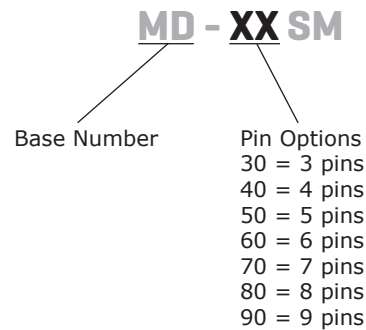 MD - XX SM
Base Number
Pin Options
30 = 3 pins
40 = 4 pins
50 = 5 pins
60 = 6 pins
70 = 7 pins
80 = 8 pins
90 = 9 pins